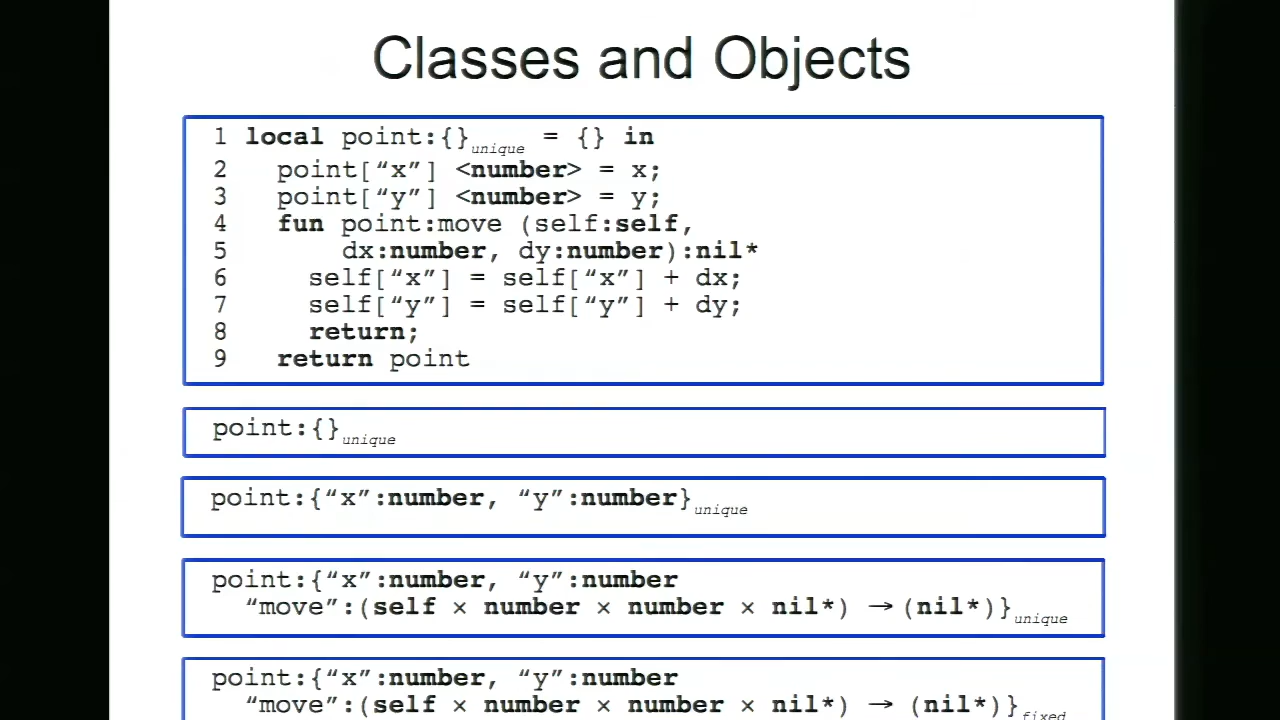 Classes and Objects
1 local point:{}unique = {} in
2 point[“x”] <number> = x;
3 point[“y”] <number> = y;
4 fun point:move (self:self,
5 dx:number, dy:number):nil*
6 self[“x”] = self[“x”] + dx;
7 self[“y”] = self[“y”] + dy;
8 return;
9 return point
point:{}unique
point:{“x”:number, “y”:number}unique
point:{“x”:number, “y”:number
“move”:(self × number × number × nil*) → (nil*)}unique
point:{“x”:number, “y”:number
“move”:(self × number × number × nil*) → (nil*)}fixed